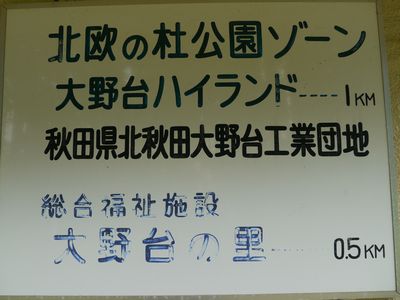 北欧の杜公園ゾーン
大野台ハイランド----1KM
秋田県北秋田大野台工業団地
総合福祉施設
大野台の里------0.5KM